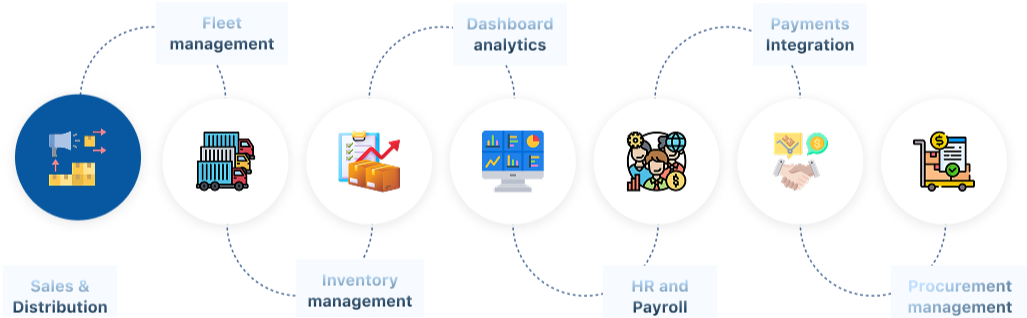 Fleet
management
Dashboard
analytics
Payments
Integration
Sales &
Distribution
Inventory
management
HR and
Payroll
Procurement
management